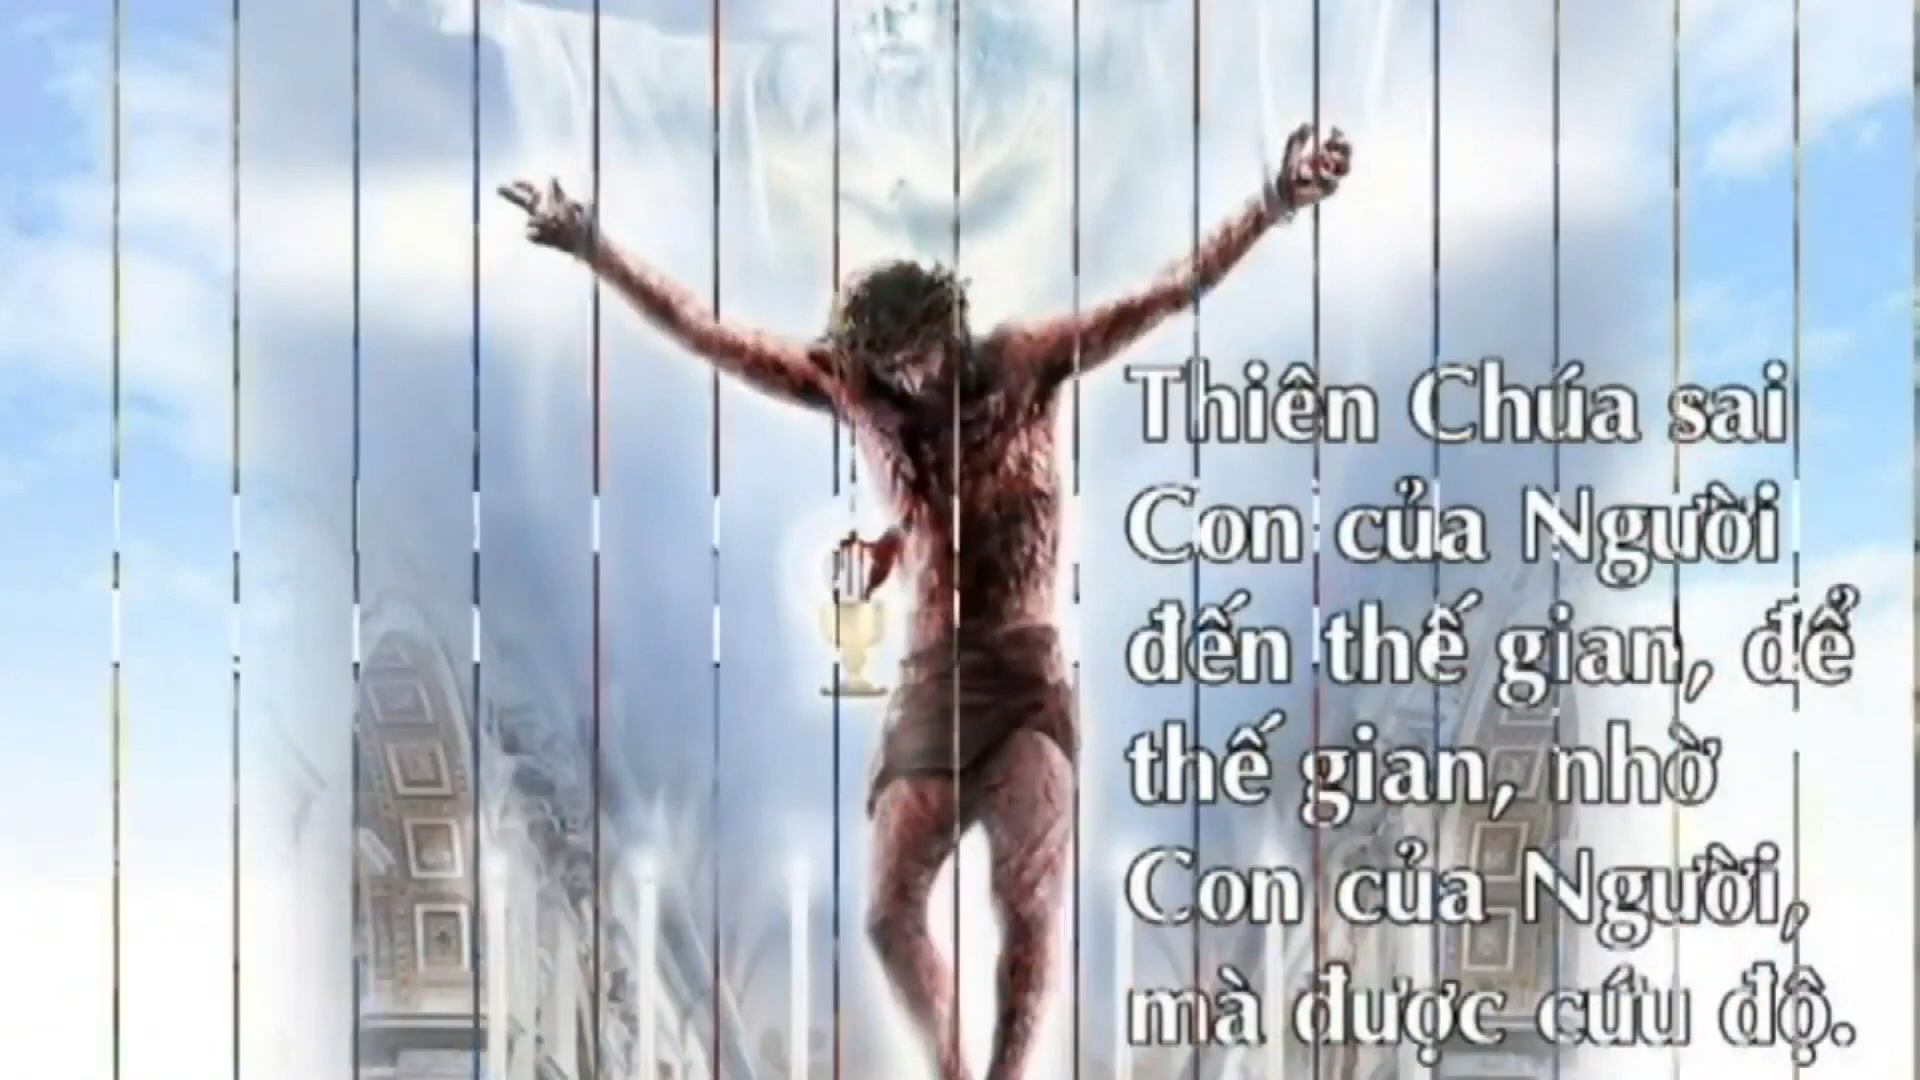 Thiên Chúa sai
Con của Người
đến thế gian, để
thế gian, nhờ
Con của Người,
mà được cứu độ.